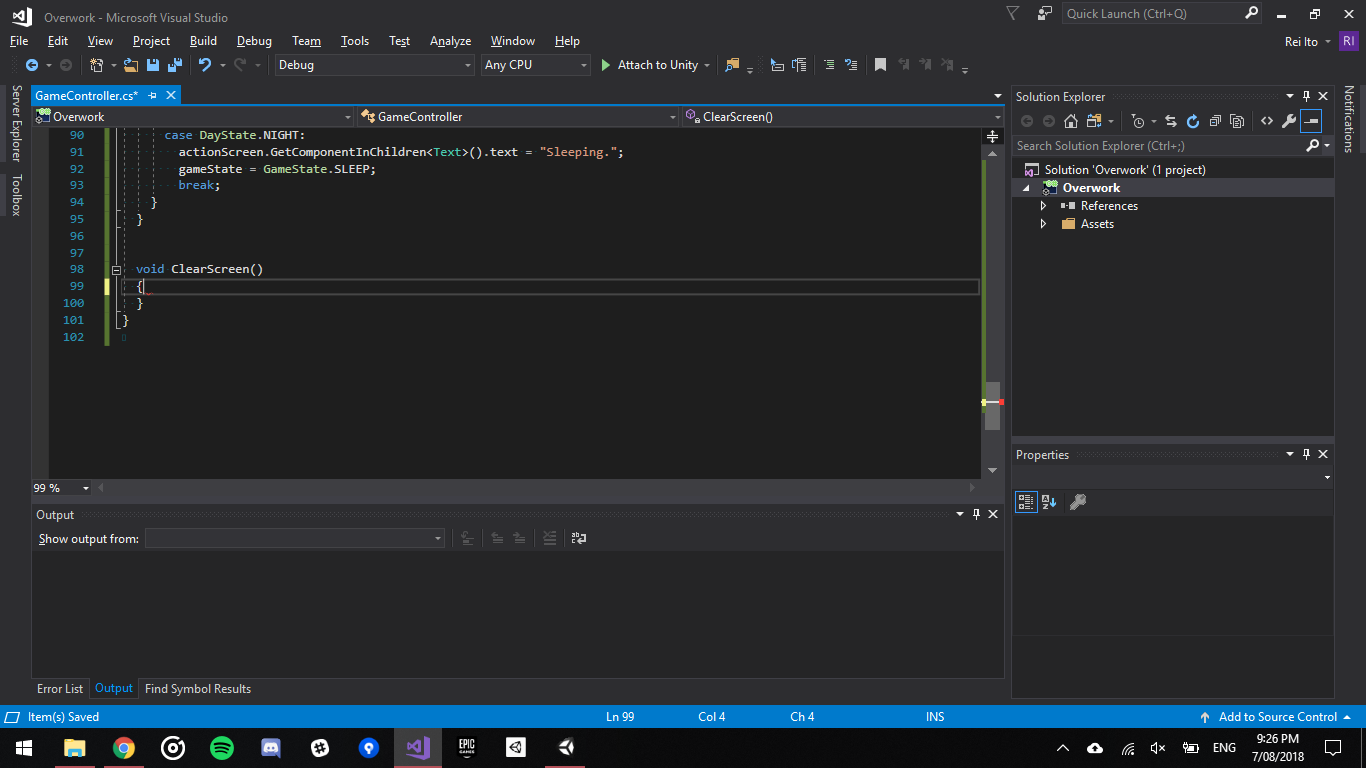 Overwork - Microsoft Visual Studio
Quick Launch (Ctrl+Q)
File Edit View Project Build Debug Team Tools Test Analyze Window Help
Rei Ito RI
Debug Any CPU Attach to Unity
Server Explorer
Toolbox
GameController.cs*
Overwork GameController ClearScreen()
90 case DayState.NIGHT:
91 actionScreen.GetComponentInChildren<Text>().text = "Sleeping.";
92 gameState = GameState.SLEEP;
93 break;
94 }
95 }
96
97
98 void ClearScreen()
99 {
100 }
101 }
102
99 %
Output
Show output from:
Error List Output Find Symbol Results
Solution Explorer
Search Solution Explorer (Ctrl+;)
Solution 'Overwork' (1 project)
Overwork
References
Assets
Properties
Notifications
Item(s) Saved Ln 99 Col 4 Ch 4 INS Add to Source Control
EPIC GAMES
ENG
9:26 PM
7/08/2018